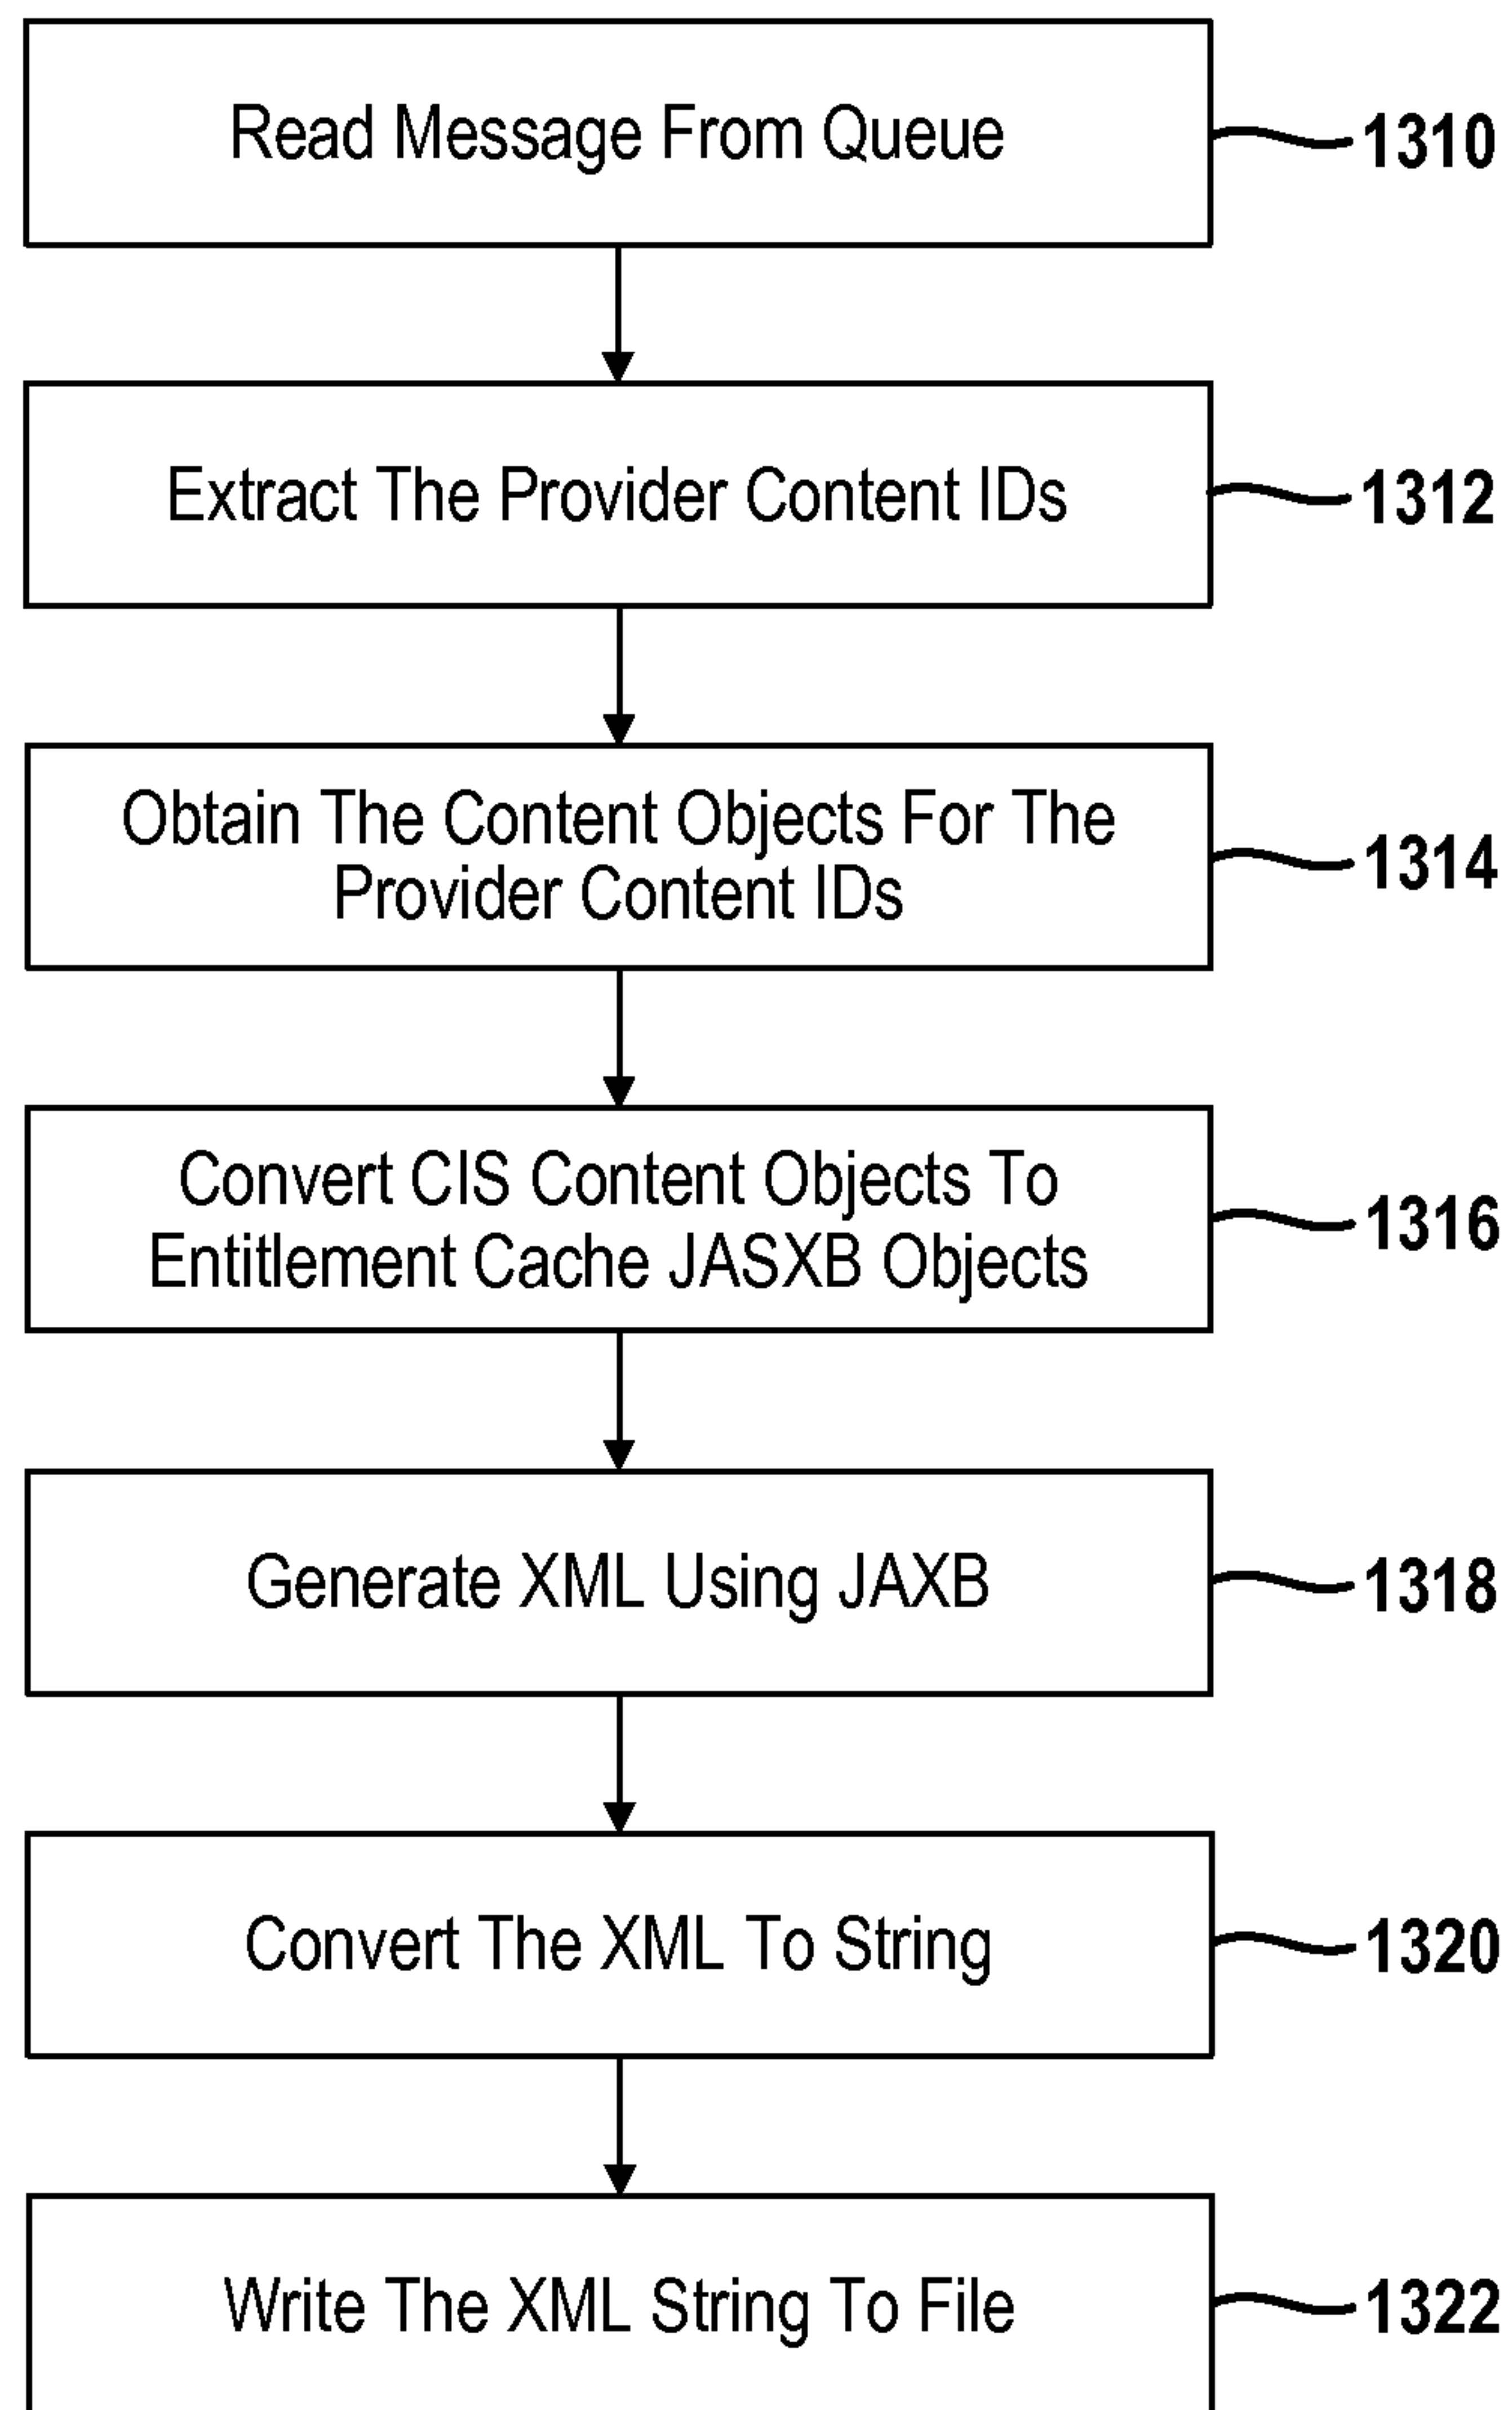 Read Message From Queue
1310
Extract The Provider Content IDs
1312
Obtain The Content Objects For The
Provider Content IDs
1314
Convert CIS Content Objects To
Entitlement Cache JASXB Objects
1316
Generate XML Using JAXB
1318
Convert The XML To String
1320
Write The XML String To File
1322